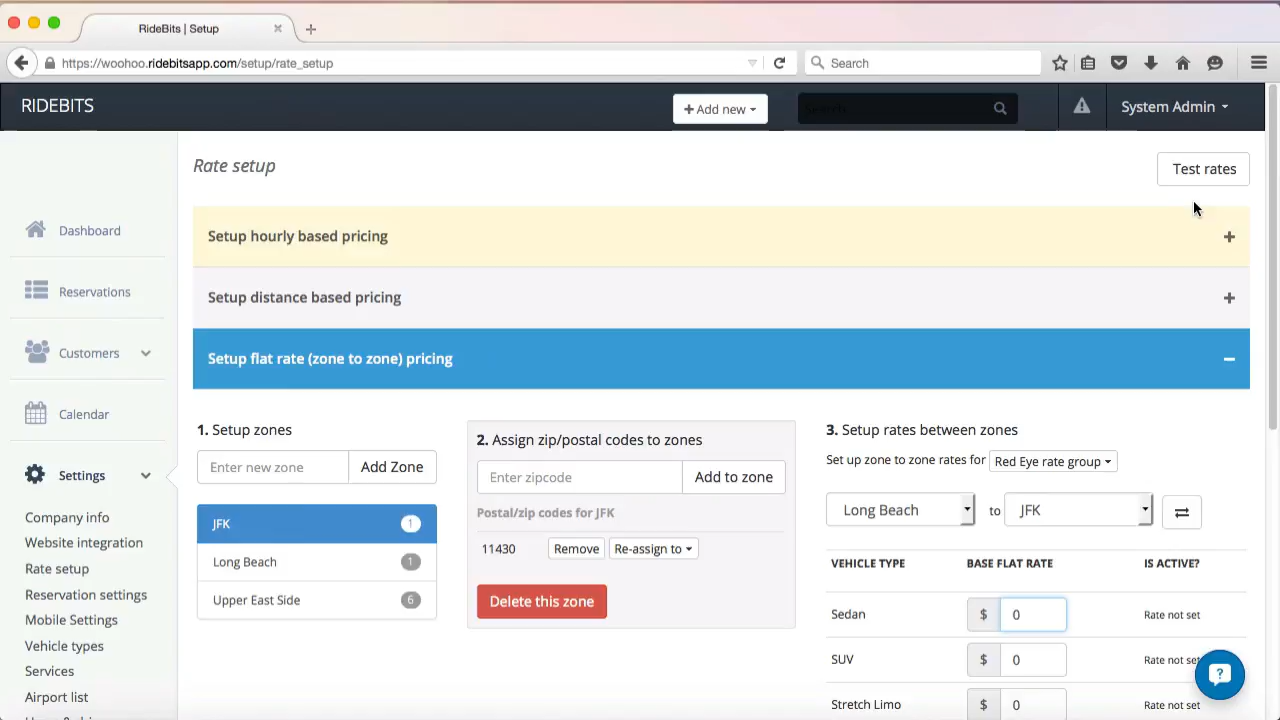 RideBits | Setup
https://woohoo.ridebitsapp.com/setup/rate_setup
Search
RIDEBITS
Add new
Search
System Admin
Rate setup
Test rates
Dashboard
Reservations
Customers
Calendar
Settings
Company info
Website integration
Rate setup
Reservation settings
Mobile Settings
Vehicle types
Services
Airport list
Setup hourly based pricing
Setup distance based pricing
Setup flat rate (zone to zone) pricing
1. Setup zones
Enter new zone
Add Zone
JFK 1
Long Beach 1
Upper East Side 6
2. Assign zip/postal codes to zones
Enter zipcode
Add to zone
Postal/zip codes for JFK
11430 Remove Re-assign to
Delete this zone
3. Setup rates between zones
Set up zone to zone rates for Red Eye rate group
Long Beach to JFK
VEHICLE TYPE BASE FLAT RATE IS ACTIVE?
Sedan $ 0 Rate not set
SUV $ 0 Rate not set
Stretch Limo $ 0 Rate not set